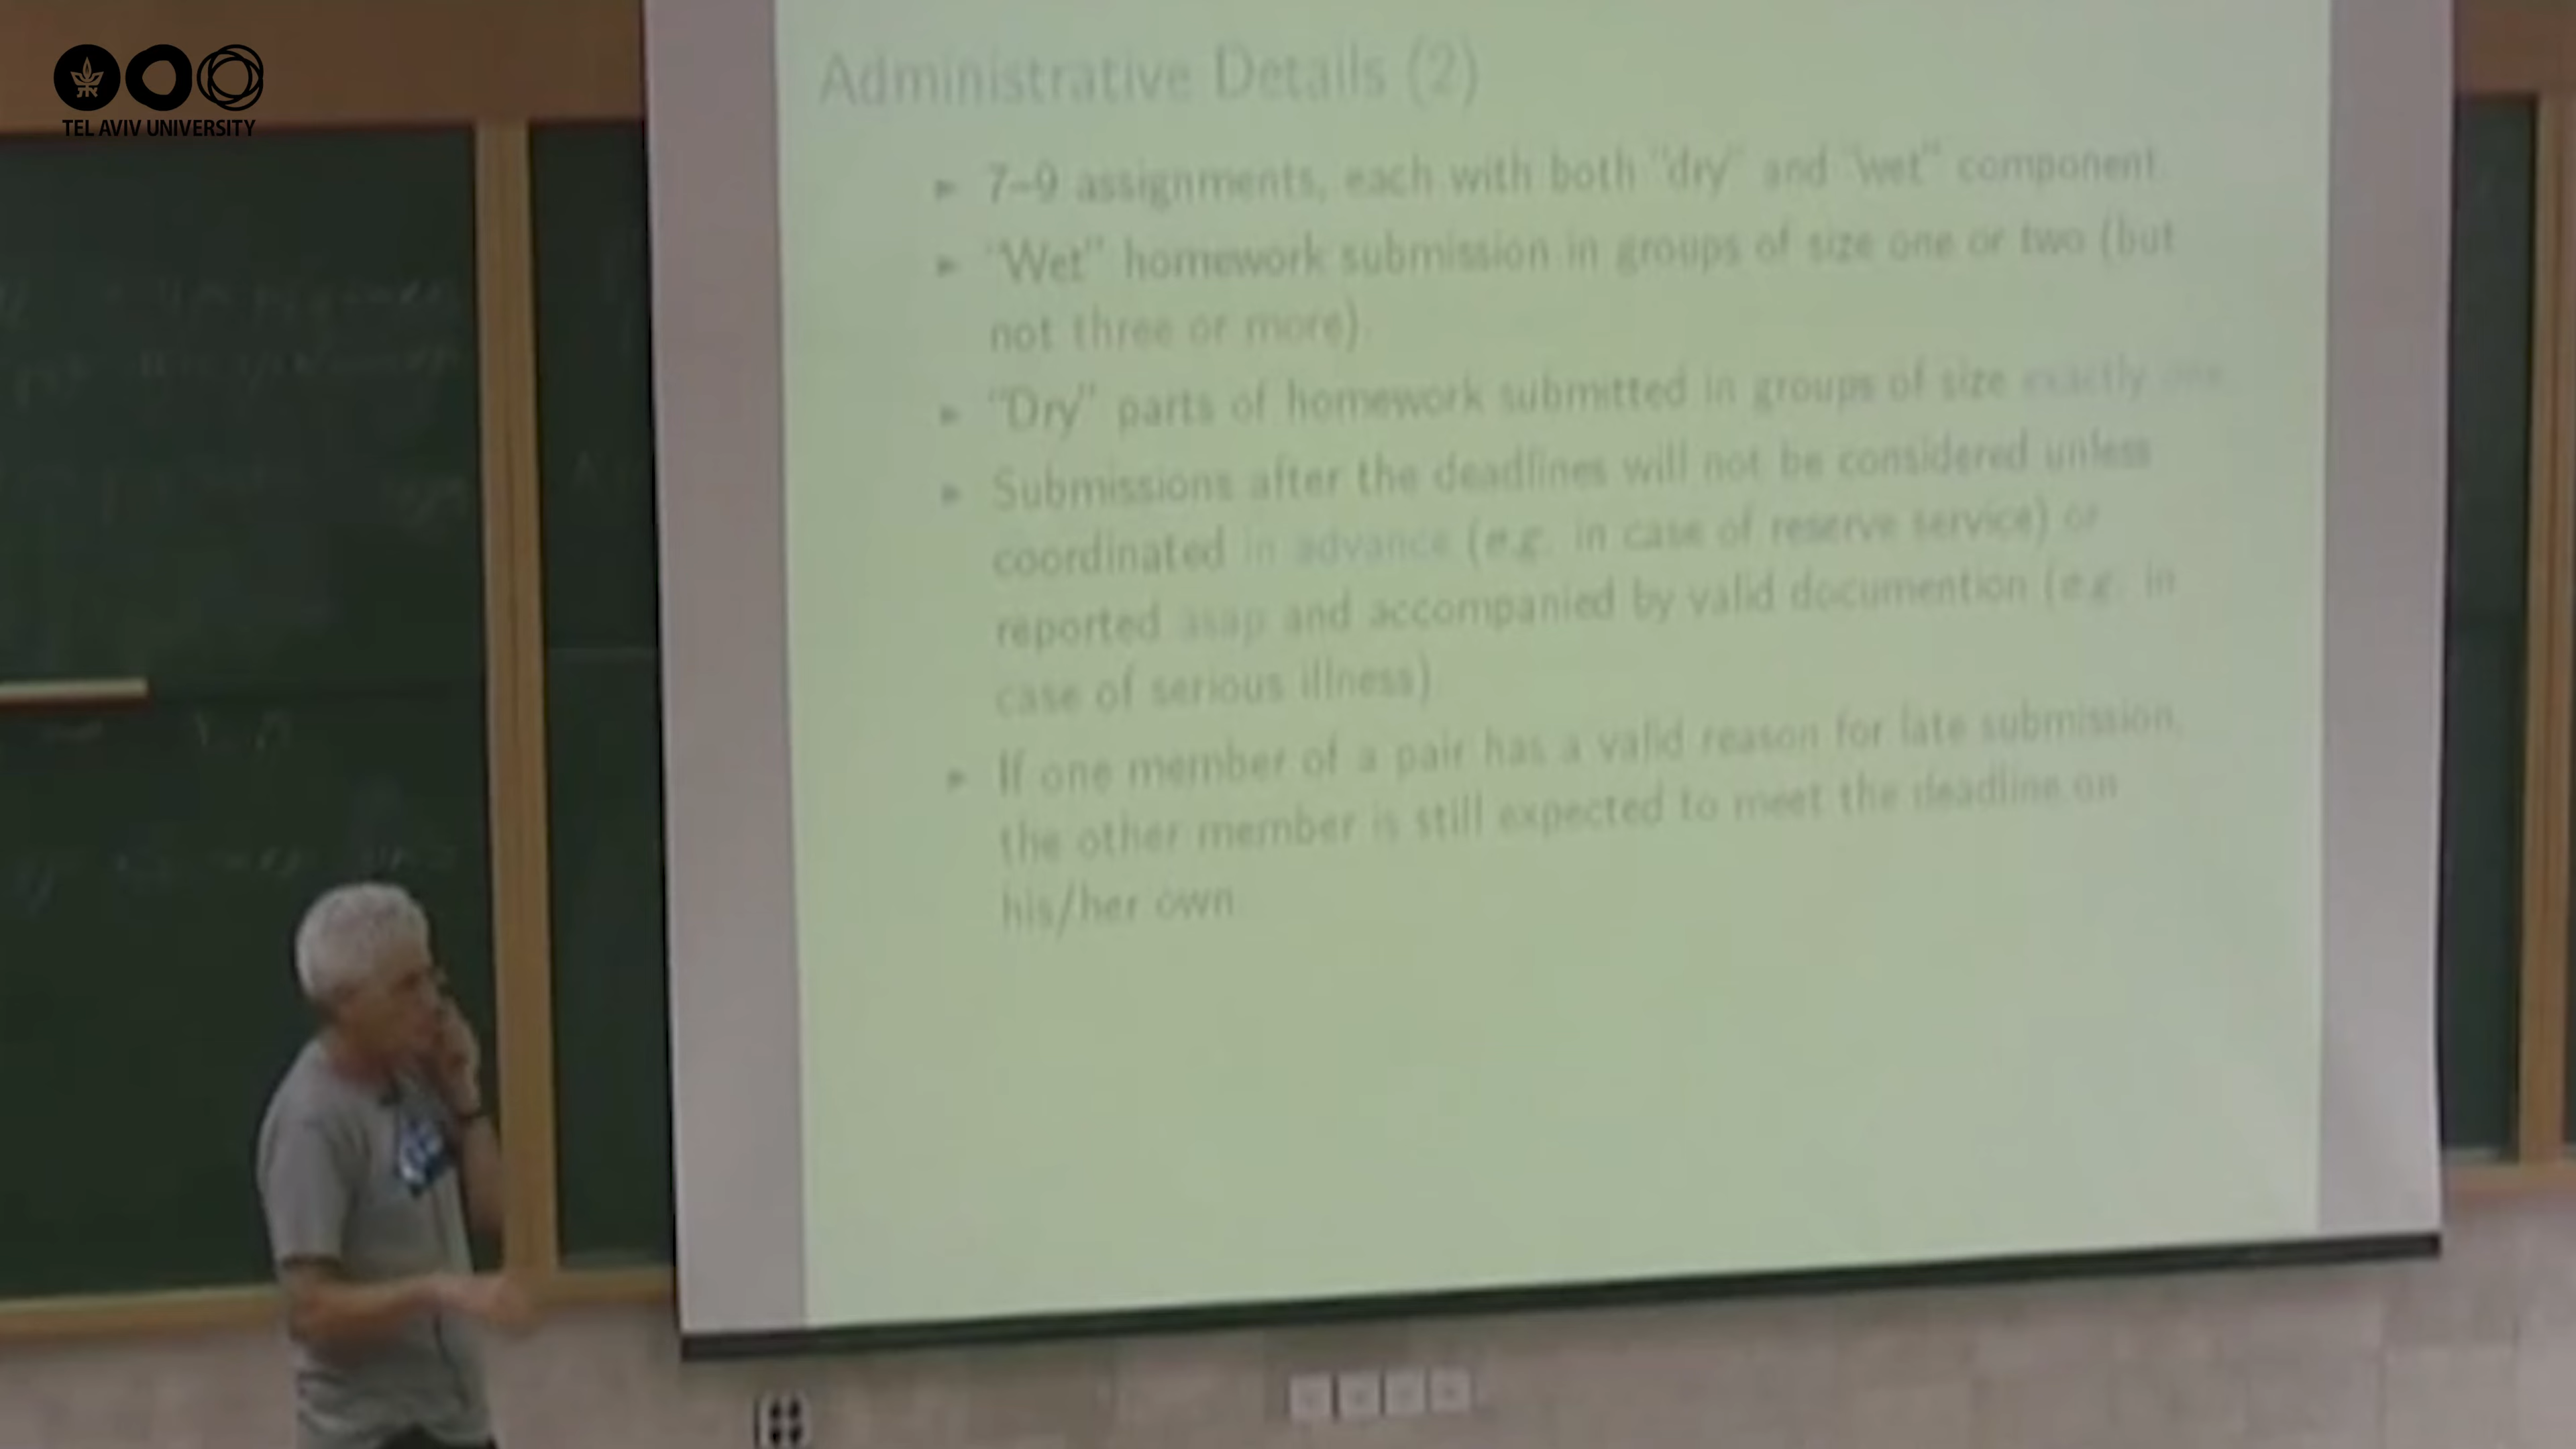 TEL AVIV UNIVERSITY
Administrative Details (2)
► 7–9 assignments, each with both "dry" and "wet" component.
► "Wet" homework submission in groups of size one or two (but
not three or more).
► "Dry" parts of homework submitted in groups of size exactly one
► Submissions after the deadlines will not be considered unless
coordinated in advance (e.g. in case of reserve service) or
reported asap and accompanied by valid documention (e.g. in
case of serious illness)
► If one member of a pair has a valid reason for late submission,
the other member is still expected to meet the deadline on
his/her own.